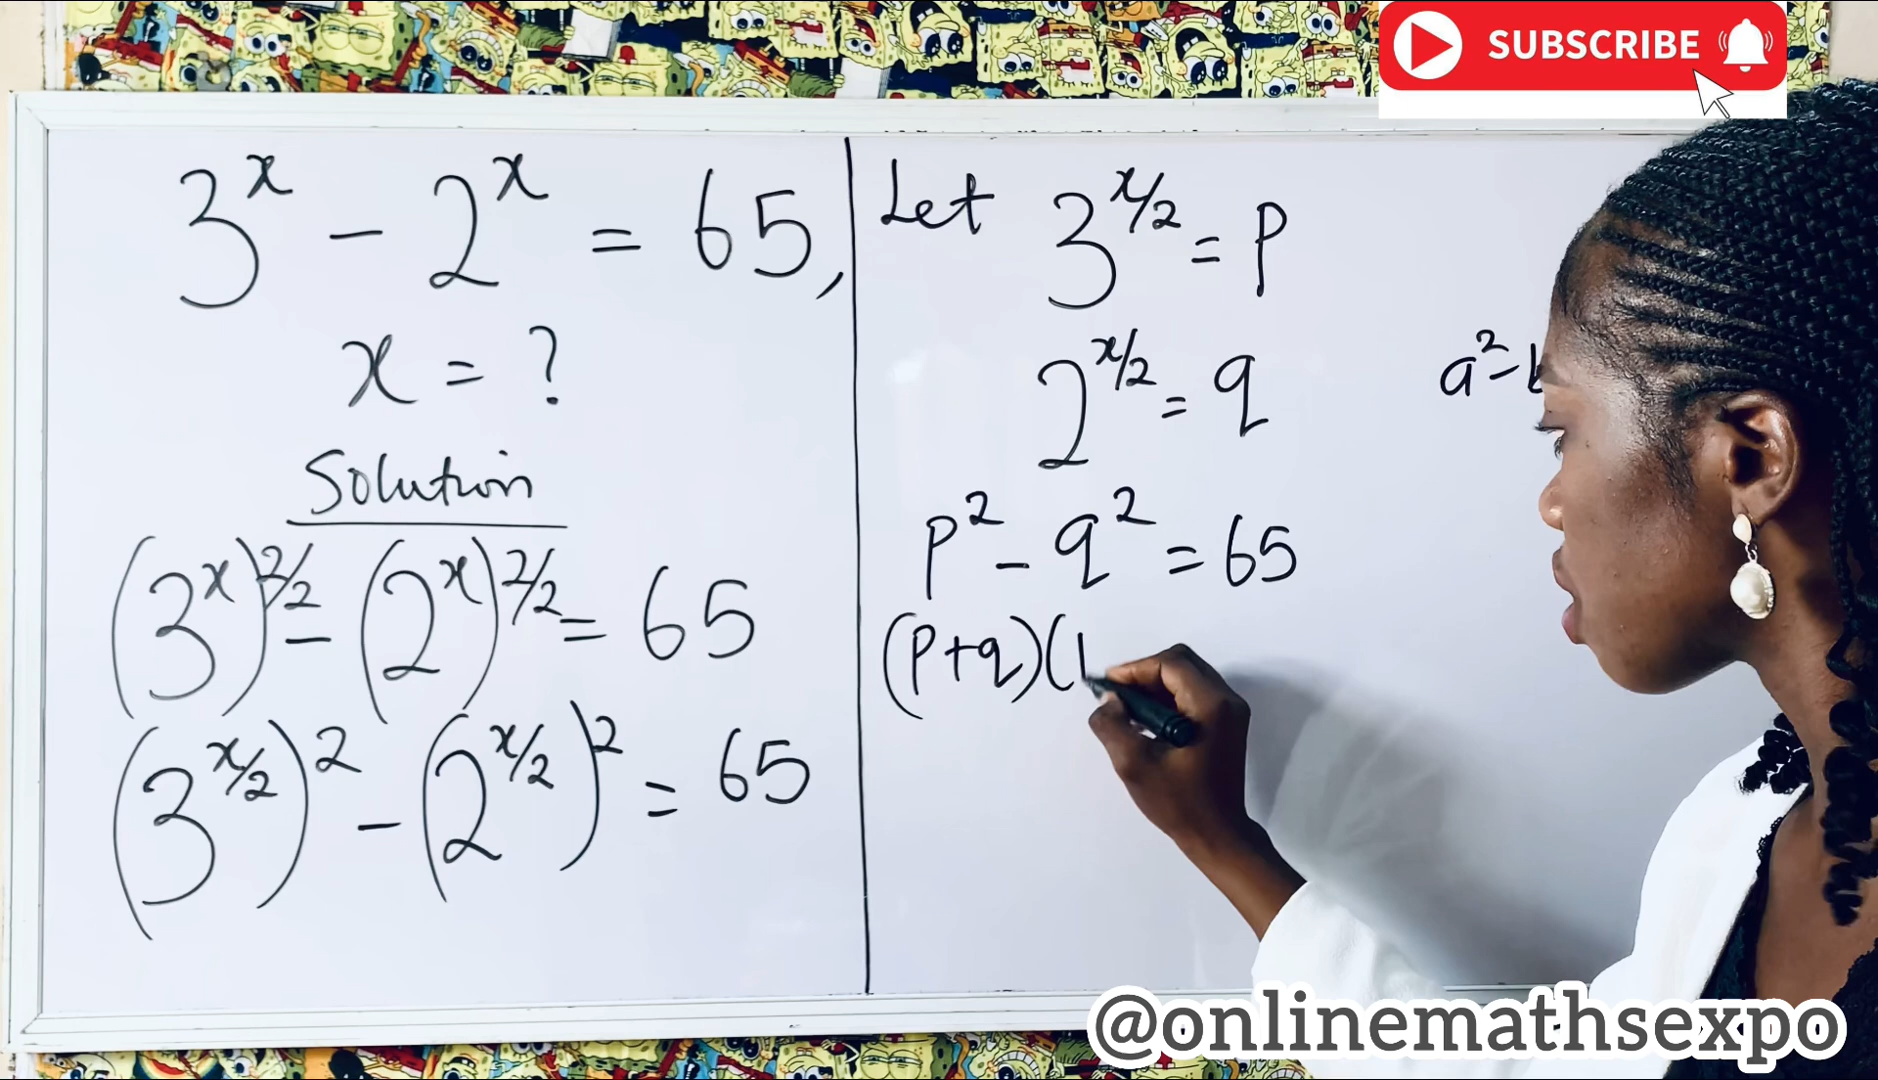 SUBSCRIBE
3^x - 2^x = 65,
x = ?
Solution
(3^x)^2/2 - (2^x)^2/2 = 65
(3^x/2)^2 - (2^x/2)^2 = 65
Let 3^x/2 = p
2^x/2 = q
a^2 -
p^2 - q^2 = 65
(p+q)(
@onlinemathsexpo